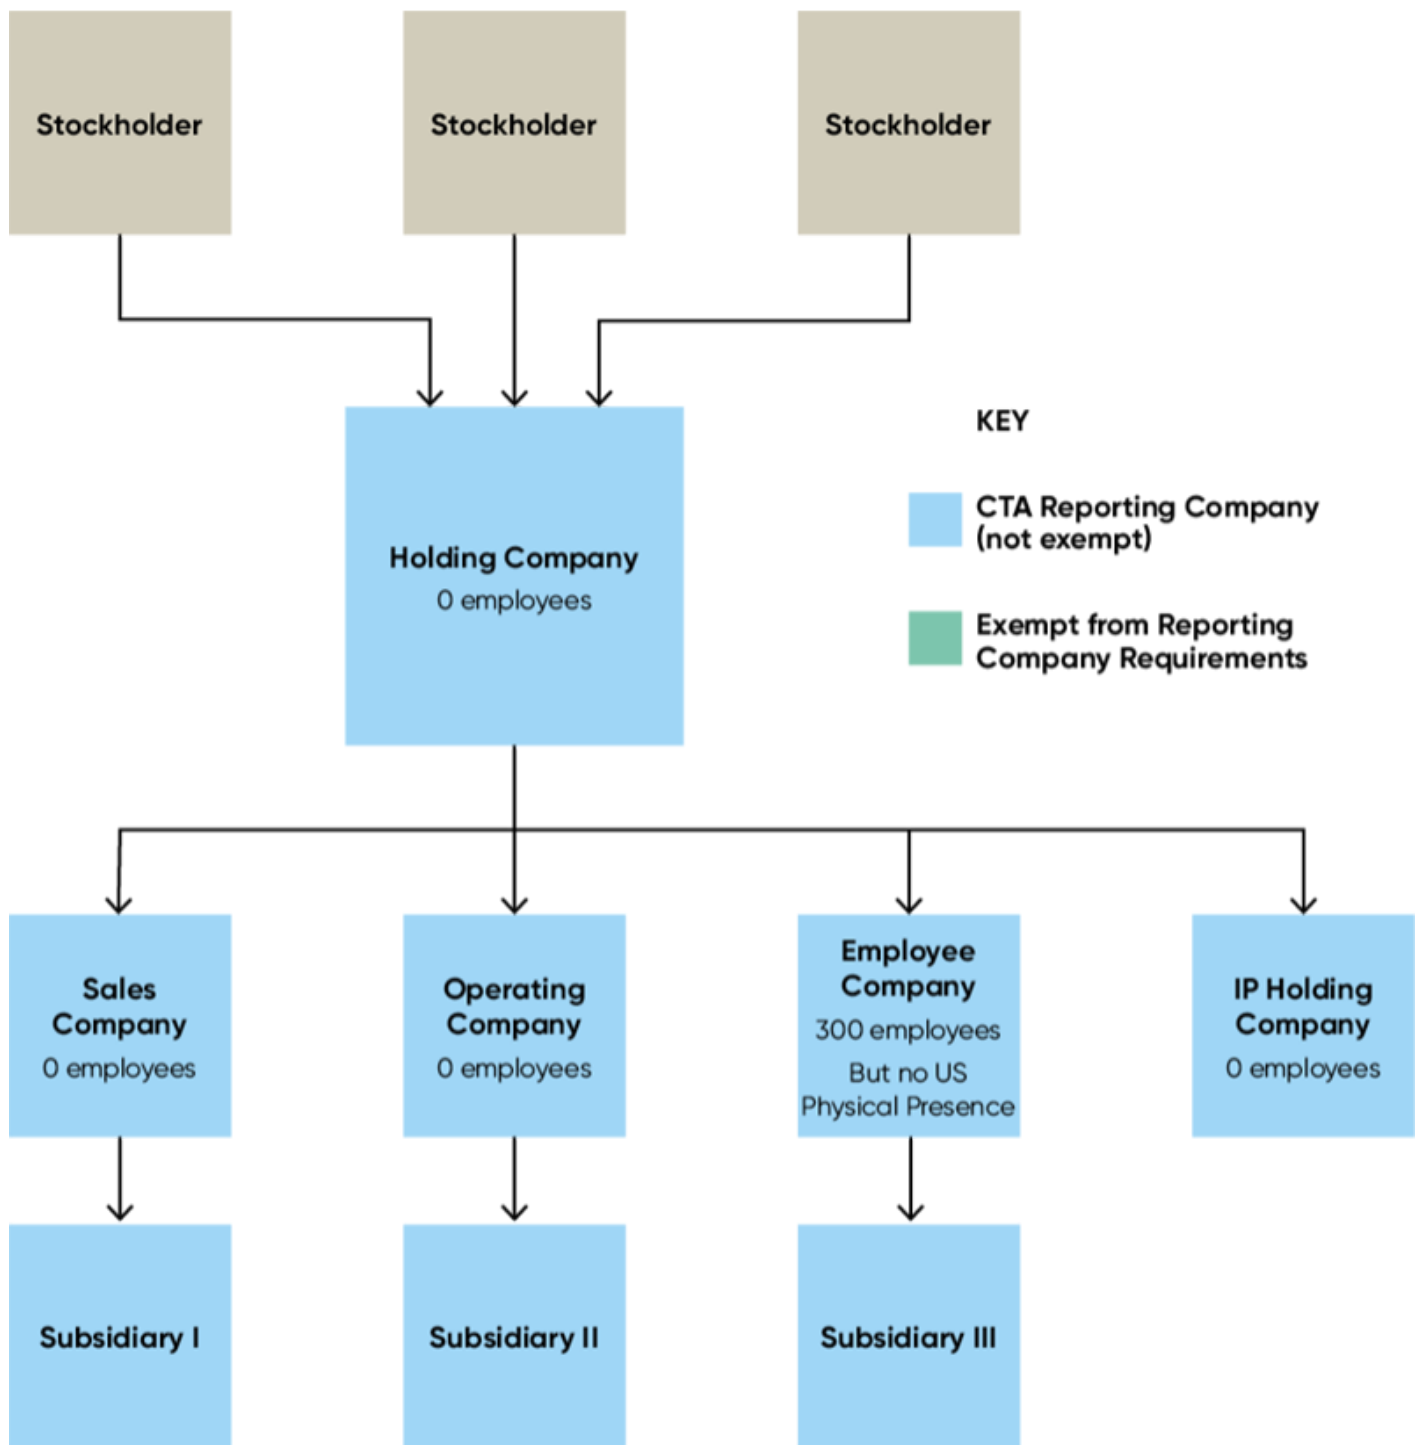 Stockholder
Stockholder
Stockholder
KEY
CTA Reporting Company
(not exempt)
Exempt from Reporting
Company Requirements
Holding Company
0 employees
Sales
Company
0 employees
Operating
Company
0 employees
Employee
Company
300 employees
But no US
Physical Presence
IP Holding
Company
0 employees
Subsidiary I
Subsidiary II
Subsidiary III